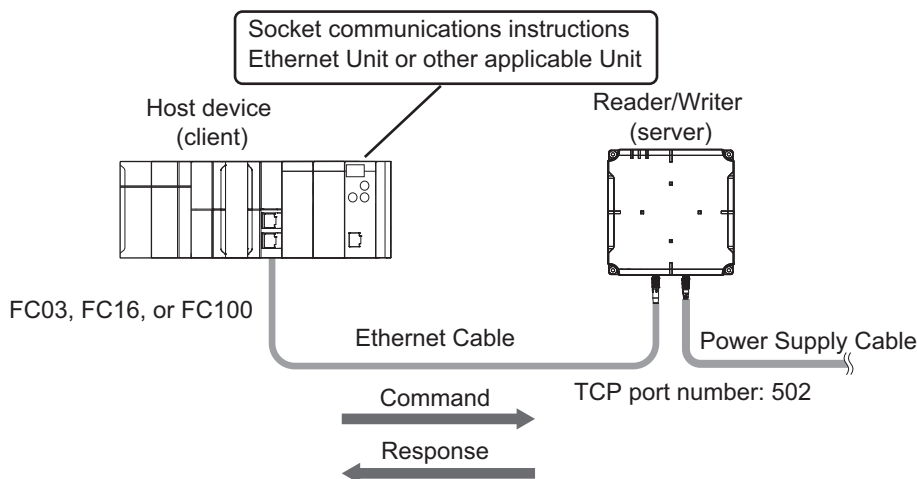 Socket communications instructions
Ethernet Unit or other applicable Unit
Host device
(client)
Reader/Writer
(server)
FC03, FC16, or FC100
Ethernet Cable
Power Supply Cable
TCP port number: 502
Command
Response